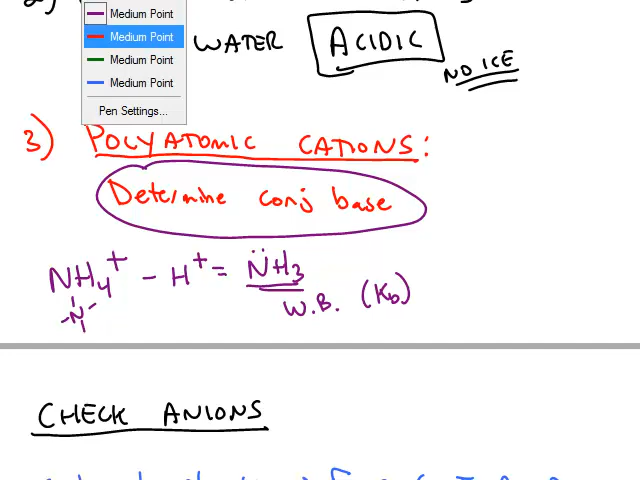 2)
Medium Point
Medium Point
Medium Point
Medium Point
Pen Settings...
WATER ACIDIC
NO ICE
3) POLYATOMIC CATIONS:
Determine conj base
NH4+ - H+ = NH3
N
W.B. (Kb)
CHECK ANIONS